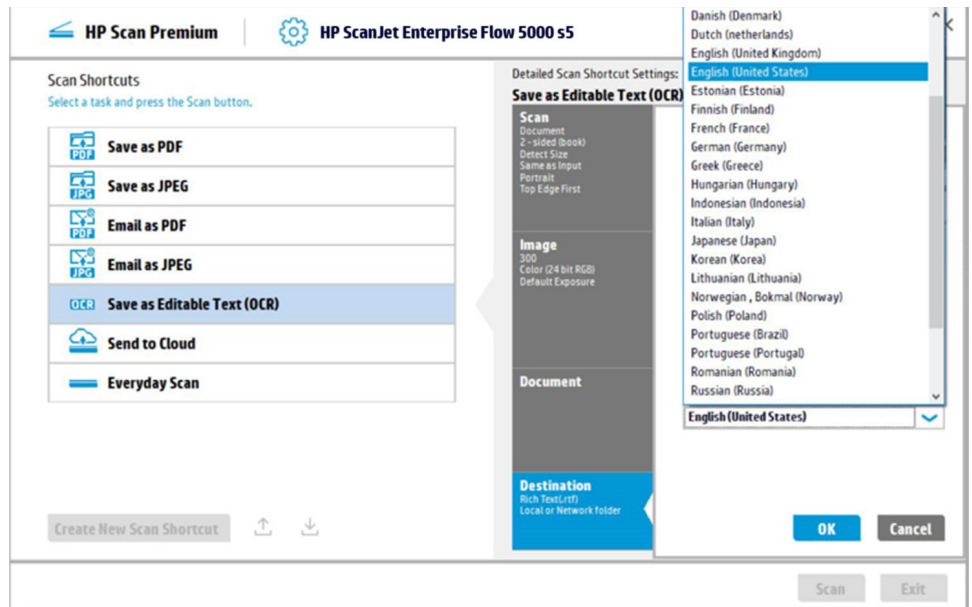 HP Scan Premium
HP ScanJet Enterprise Flow 5000 s5
Scan Shortcuts
Select a task and press the Scan button.
PDF
Save as PDF
JPG
Save as JPEG
PDF
Email as PDF
JPG
Email as JPEG
OCR
Save as Editable Text (OCR)
Send to Cloud
Everyday Scan
Create New Scan Shortcut
Detailed Scan Shortcut Settings:
Save as Editable Text (OCR)
Scan
Document
2 - sided (book)
Detect Size
Same as Input
Portrait
Top Edge First
Image
300
Color (24 bit RGB)
Default Exposure
Document
Destination
Rich Text(.rtf)
Local or Network folder
Danish (Denmark)
Dutch (netherlands)
English (United Kingdom)
English (United States)
Estonian (Estonia)
Finnish (Finland)
French (France)
German (Germany)
Greek (Greece)
Hungarian (Hungary)
Indonesian (Indonesia)
Italian (Italy)
Japanese (Japan)
Korean (Korea)
Lithuanian (Lithuania)
Norwegian , Bokmal (Norway)
Polish (Poland)
Portuguese (Brazil)
Portuguese (Portugal)
Romanian (Romania)
Russian (Russia)
English (United States)
OK
Cancel
Scan
Exit